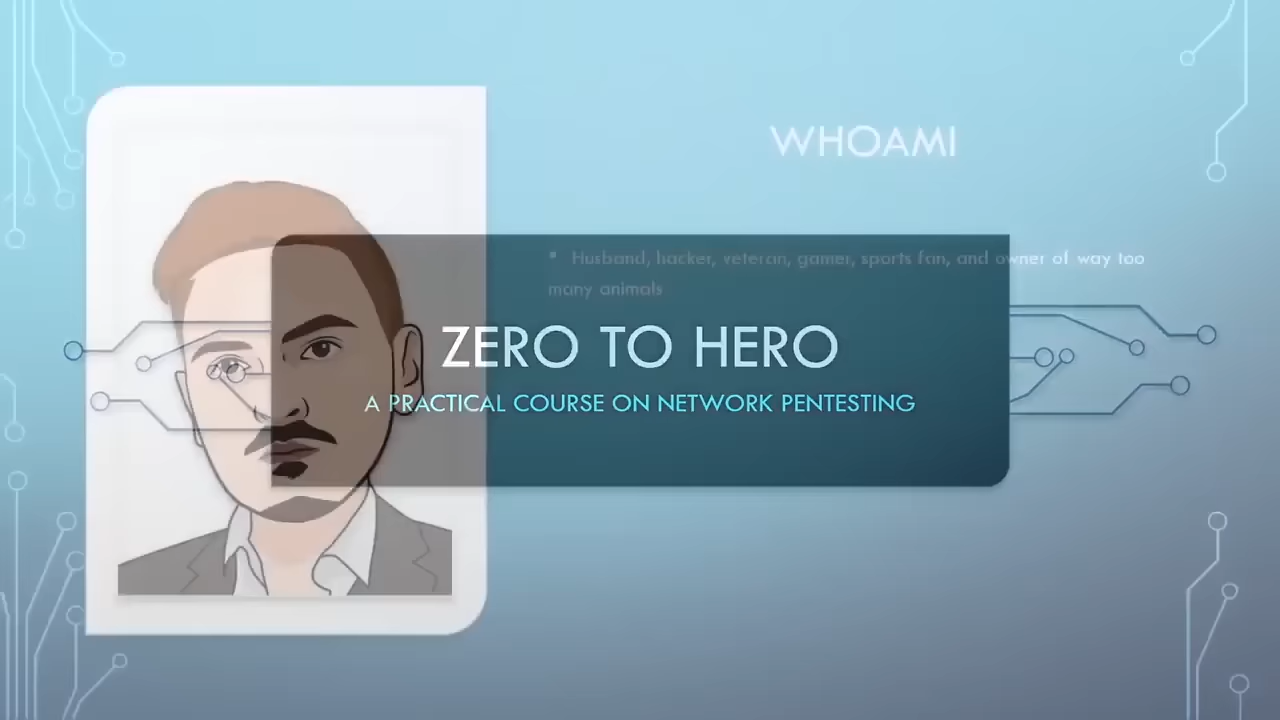 WHOAMI
▪ Husband, hacker, veteran, gamer, sports fan, and owner of way too
many animals
ZERO TO HERO
A PRACTICAL COURSE ON NETWORK PENTESTING